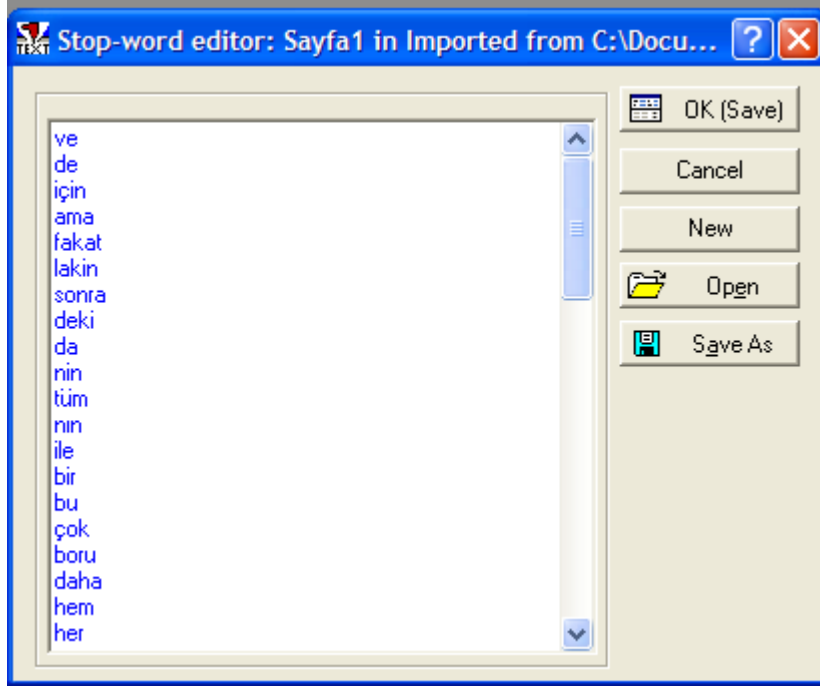 TEXT
Stop-word editor: Sayfa1 in Imported from C:\Docu...
OK (Save)
Cancel
New
Open
Save As
ve
de
için
ama
fakat
lakin
sonra
deki
da
nin
tüm
nın
ile
bir
bu
çok
boru
daha
hem
her